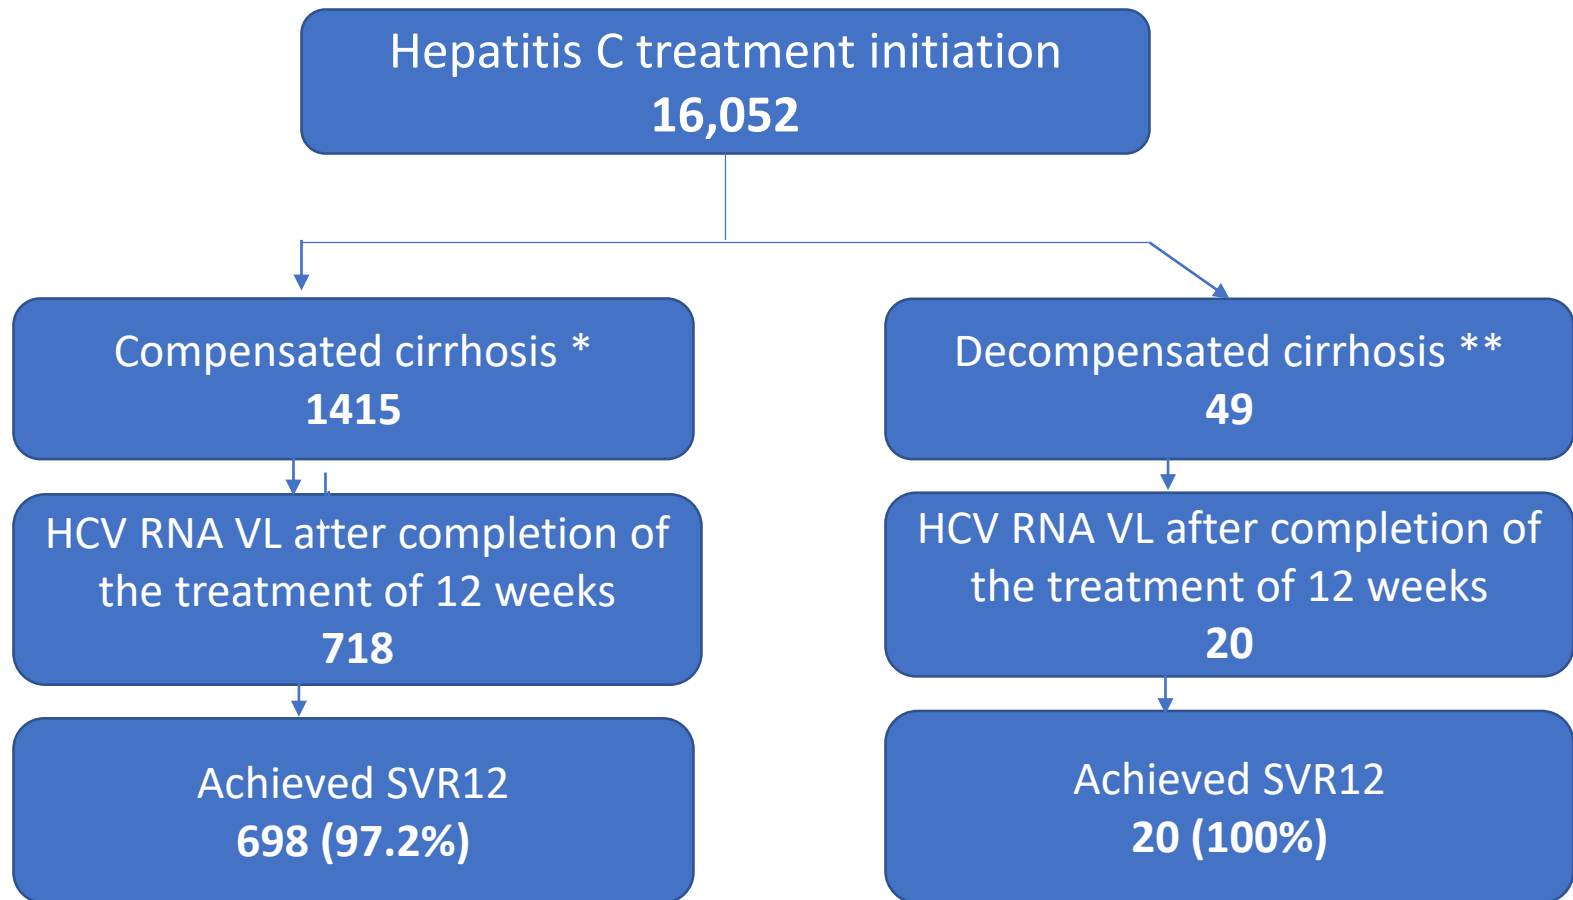 Hepatitis C treatment initiation
16,052
Compensated cirrhosis *
1415
Decompensated cirrhosis **
49
HCV RNA VL after completion of
the treatment of 12 weeks
718
HCV RNA VL after completion of
the treatment of 12 weeks
20
Achieved SVR12
698 (97.2%)
Achieved SVR12
20 (100%)